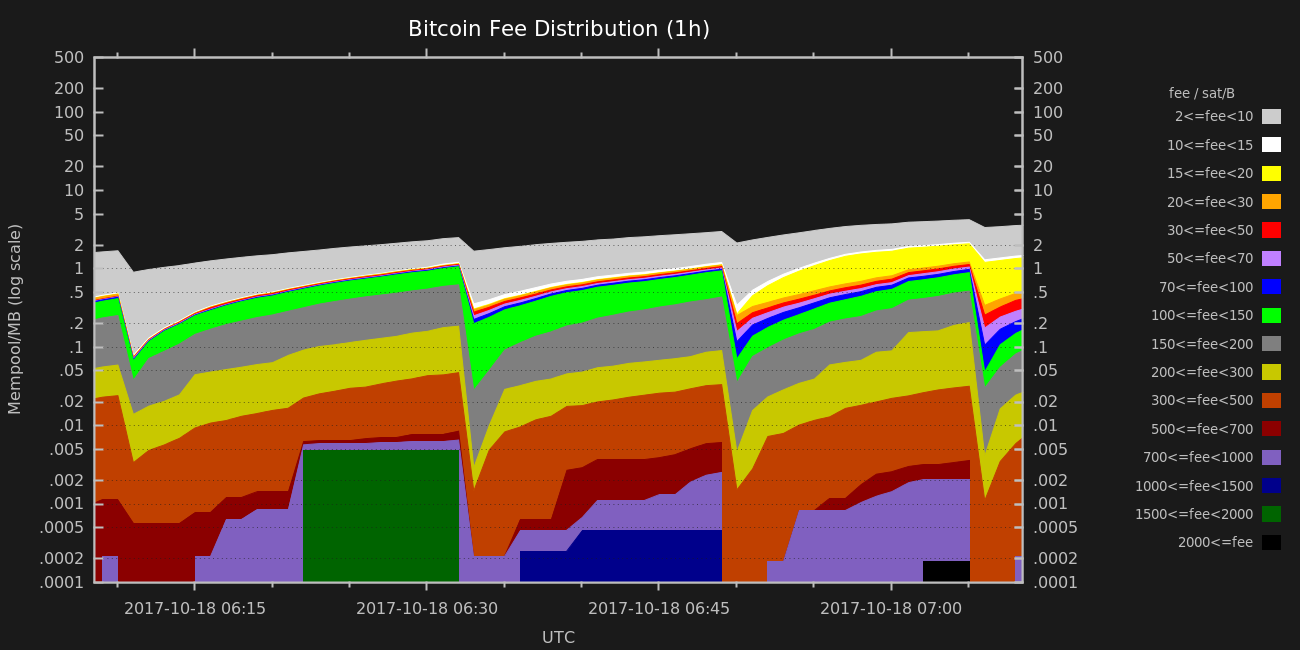 Bitcoin Fee Distribution (1h)
500 500
200 200
100 100
50 50
20 20
10 10
5 5
2 2
1 1
.5 .5
.2 .2
.1 .1
.05 .05
.02 .02
.01 .01
.005 .005
.002 .002
.001 .001
.0005 .0005
.0002 .0002
.0001 .0001
Mempool/MB (log scale)
2017-10-18 06:15 2017-10-18 06:30 2017-10-18 06:45 2017-10-18 07:00
UTC
fee / sat/B
2<=fee<10
10<=fee<15
15<=fee<20
20<=fee<30
30<=fee<50
50<=fee<70
70<=fee<100
100<=fee<150
150<=fee<200
200<=fee<300
300<=fee<500
500<=fee<700
700<=fee<1000
1000<=fee<1500
1500<=fee<2000
2000<=fee